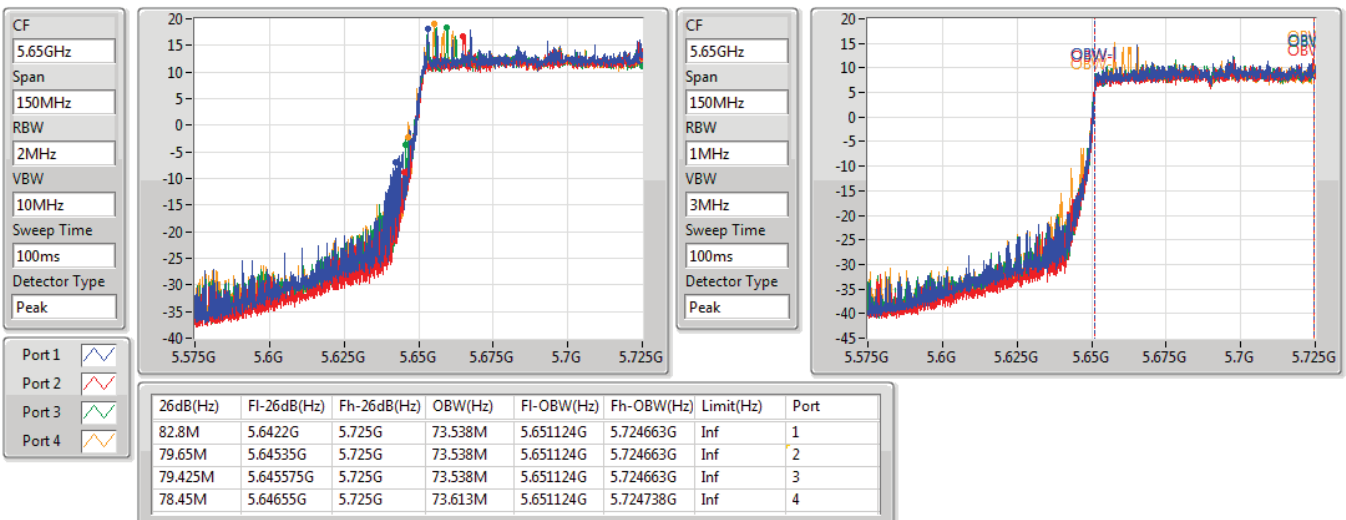 CF
5.65GHz
Span
150MHz
RBW
2MHz
VBW
10MHz
Sweep Time
100ms
Detector Type
Peak
20
15
10
5
0
-5
-10
-15
-20
-25
-30
-35
-40
5.575G 5.6G 5.625G 5.65G 5.675G 5.7G 5.725G
CF
5.65GHz
Span
150MHz
RBW
1MHz
VBW
3MHz
Sweep Time
100ms
Detector Type
Peak
20
15
10
5
0
-5
-10
-15
-20
-25
-30
-35
-40
-45
5.575G 5.6G 5.625G 5.65G 5.675G 5.7G 5.725G
OBW-l
Port 1
Port 2
Port 3
Port 4
26dB(Hz) Fl-26dB(Hz) Fh-26dB(Hz) OBW(Hz) Fl-OBW(Hz) Fh-OBW(Hz) Limit(Hz) Port
82.8M 5.6422G 5.725G 73.538M 5.651124G 5.724663G Inf 1
79.65M 5.64535G 5.725G 73.538M 5.651124G 5.724663G Inf 2
79.425M 5.645575G 5.725G 73.538M 5.651124G 5.724663G Inf 3
78.45M 5.64655G 5.725G 73.613M 5.651124G 5.724738G Inf 4